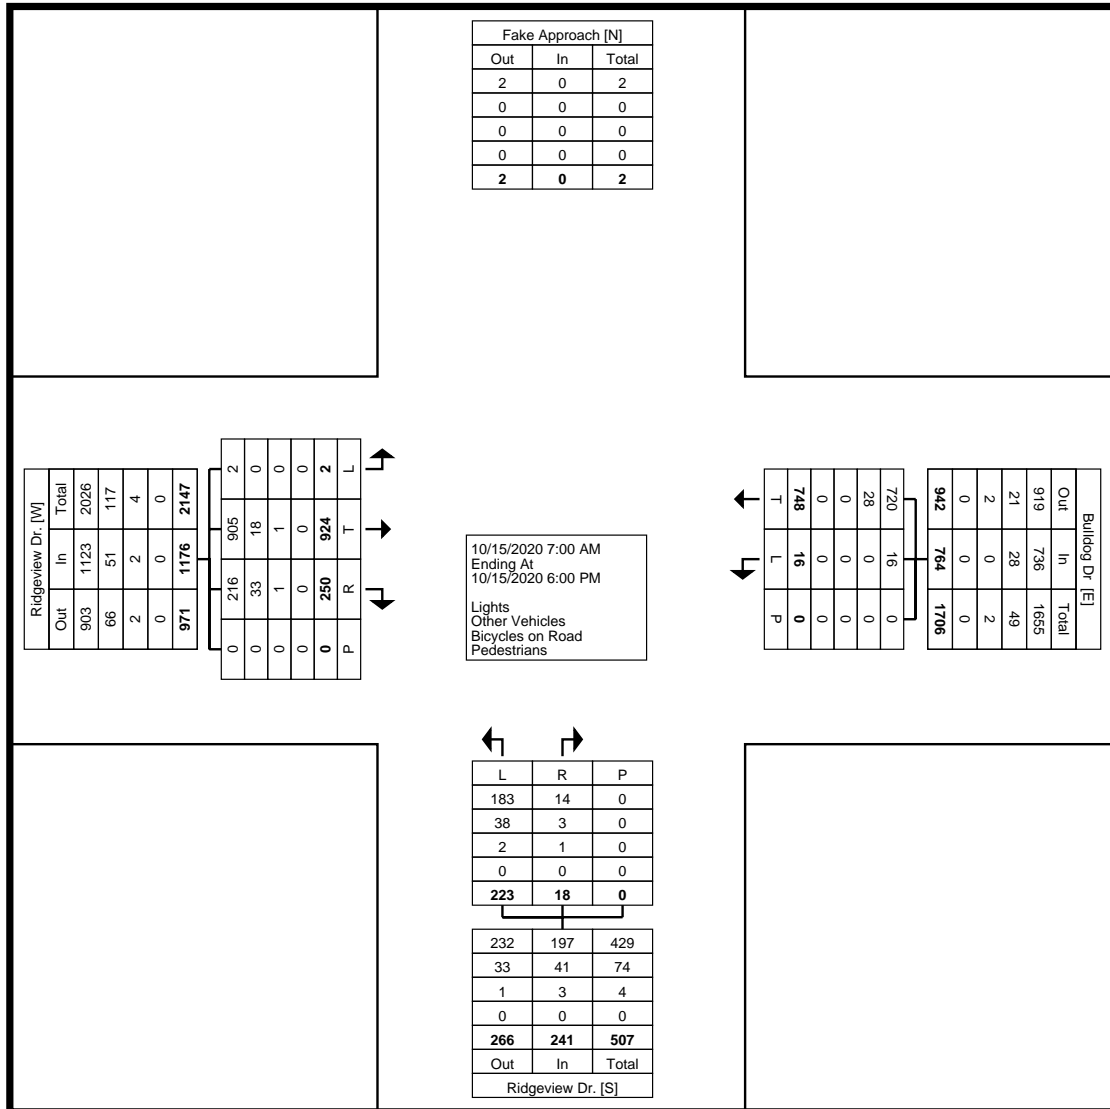 Fake Approach [N]
Out In Total
2 0 2
0 0 0
0 0 0
0 0 0
2 0 2
Ridgeview Dr. [W]
Total In Out
2026 1123 903
117 51 66
4 2 2
0 0 0
2147 1176 971
2 905 216 0
0 18 33 0
0 1 1 0
0 0 0 0
2 924 250 0
L T R P
10/15/2020 7:00 AM
Ending At
10/15/2020 6:00 PM
Lights
Other Vehicles
Bicycles on Road
Pedestrians
Bulldog Dr [E]
Out In Total
919 736 1655
21 28 49
2 0 2
0 0 0
942 764 1706
720 16 0
28 0 0
0 0 0
0 0 0
748 16 0
T L P
L R P
183 14 0
38 3 0
2 1 0
0 0 0
223 18 0
232 197 429
33 41 74
1 3 4
0 0 0
266 241 507
Out In Total
Ridgeview Dr. [S]